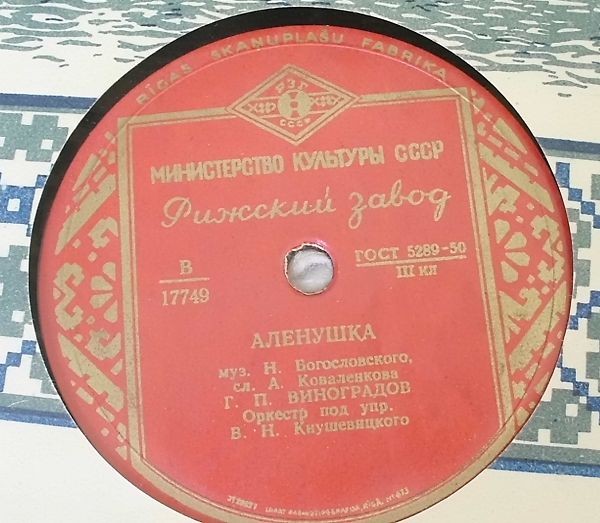 RĪGAS SKAŅUPLAŠU FABRIKA
РЗГ
СССР
МИНИСТЕРСТВО КУЛЬТУРЫ СССР
Рижский завод
В
17749
ГОСТ 5289-50
III кл
АЛЕНУШКА
муз. Н. Богословского,
сл. А. Коваленкова
Г. П. ВИНОГРАДОВ
Оркестр под упр.
В. Н. Кнушевицкого